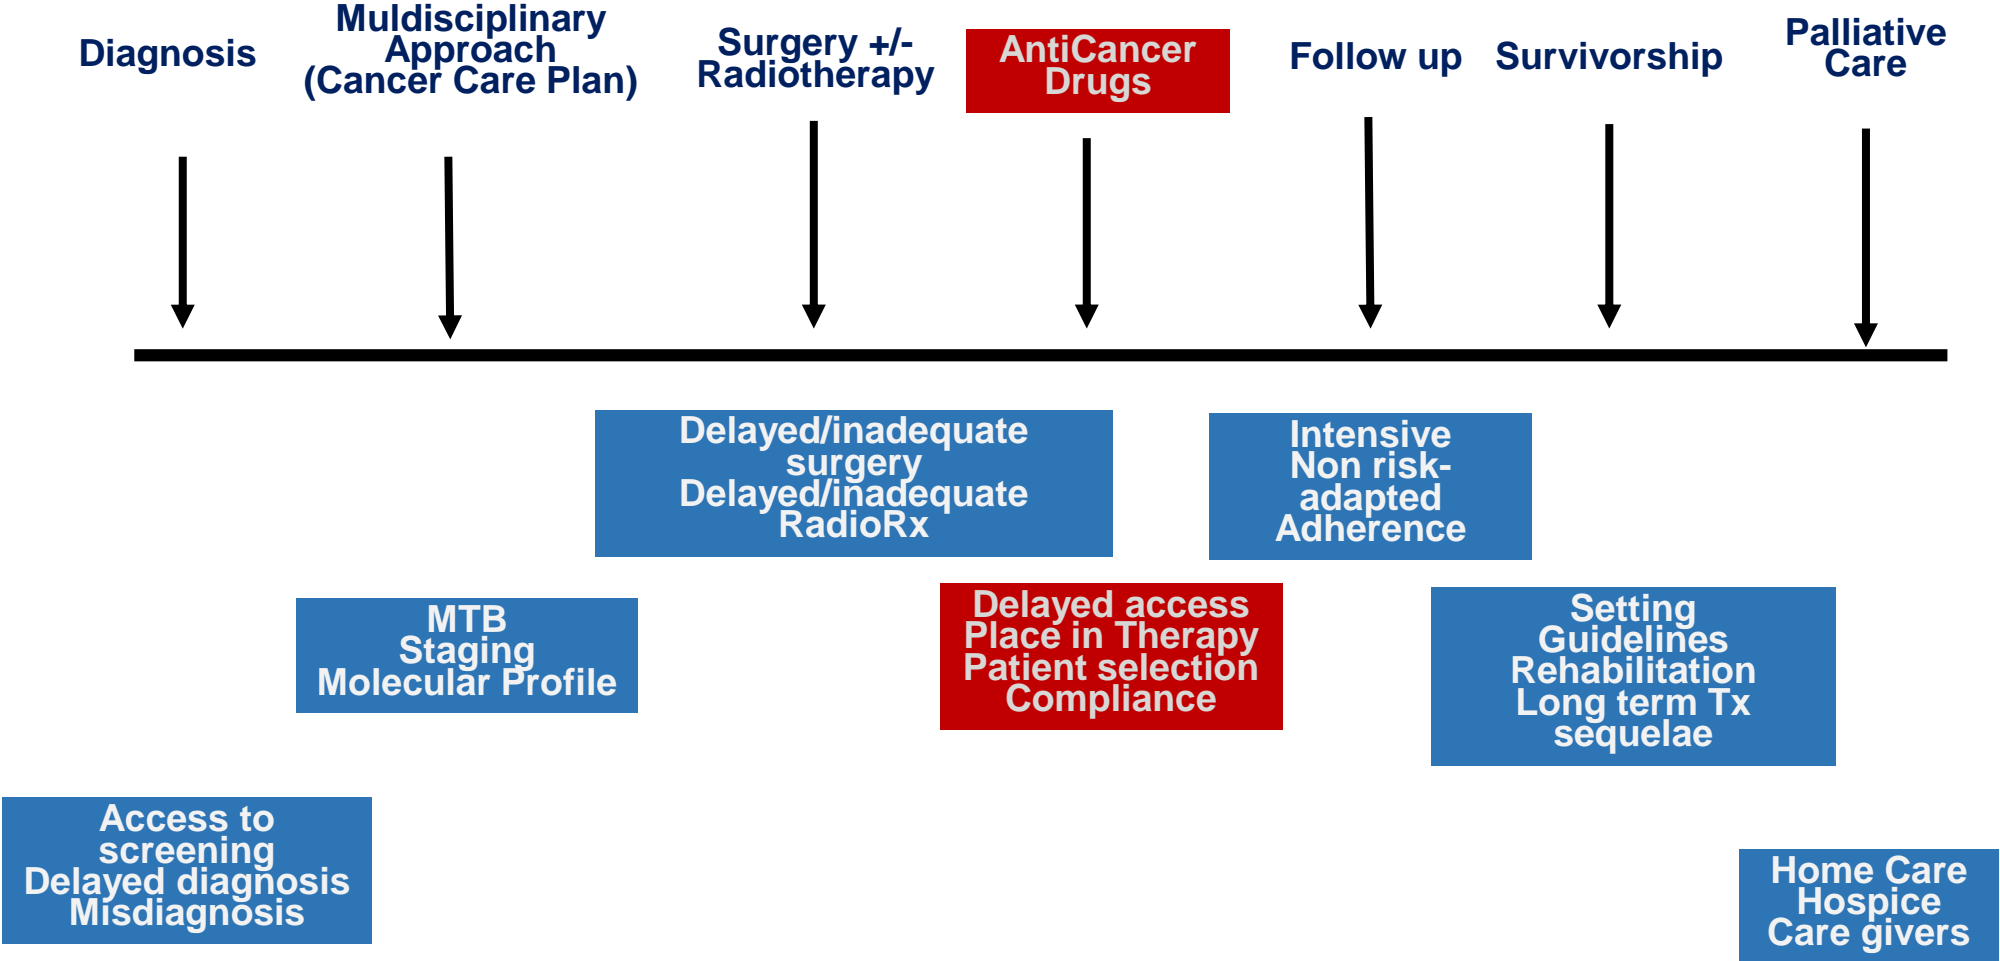 Diagnosis
Muldisciplinary
Approach
(Cancer Care Plan)
Surgery +/-
Radiotherapy
AntiCancer
Drugs
Follow up
Survivorship
Palliative
Care
Delayed/inadequate
surgery
Delayed/inadequate
RadioRx
Intensive
Non risk-
adapted
Adherence
MTB
Staging
Molecular Profile
Delayed access
Place in Therapy
Patient selection
Compliance
Setting
Guidelines
Rehabilitation
Long term Tx
sequelae
Access to
screening
Delayed diagnosis
Misdiagnosis
Home Care
Hospice
Care givers